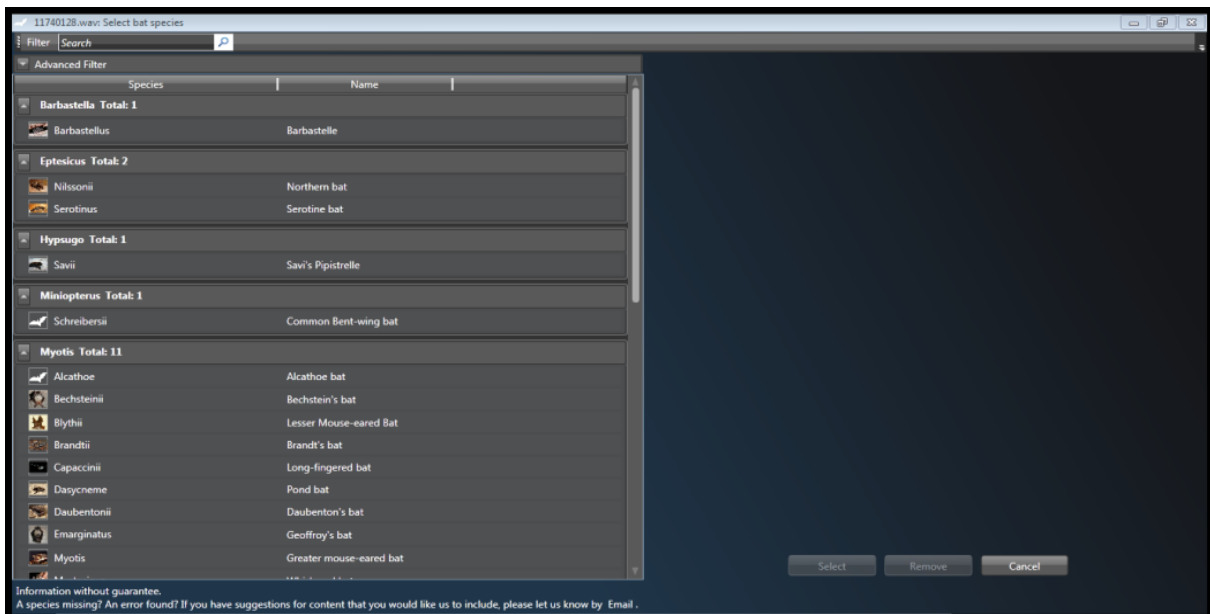 11740128.wav: Select bat species
Filter Search
Advanced Filter
Species Name
Barbastella Total: 1
Barbastellus Barbastelle
Eptesicus Total: 2
Nilssonii Northern bat
Serotinus Serotine bat
Hypsugo Total: 1
Savii Savi's Pipistrelle
Miniopterus Total: 1
Schreibersii Common Bent-wing bat
Myotis Total: 11
Alcathoe Alcathoe bat
Bechsteinii Bechstein's bat
Blythii Lesser Mouse-eared Bat
Brandtii Brandt's bat
Capaccinii Long-fingered bat
Dasycneme Pond bat
Daubentonii Daubenton's bat
Emarginatus Geoffroy's bat
Myotis Greater mouse-eared bat
Select Remove Cancel
Information without guarantee.
A species missing? An error found? If you have suggestions for content that you would like us to include, please let us know by Email .